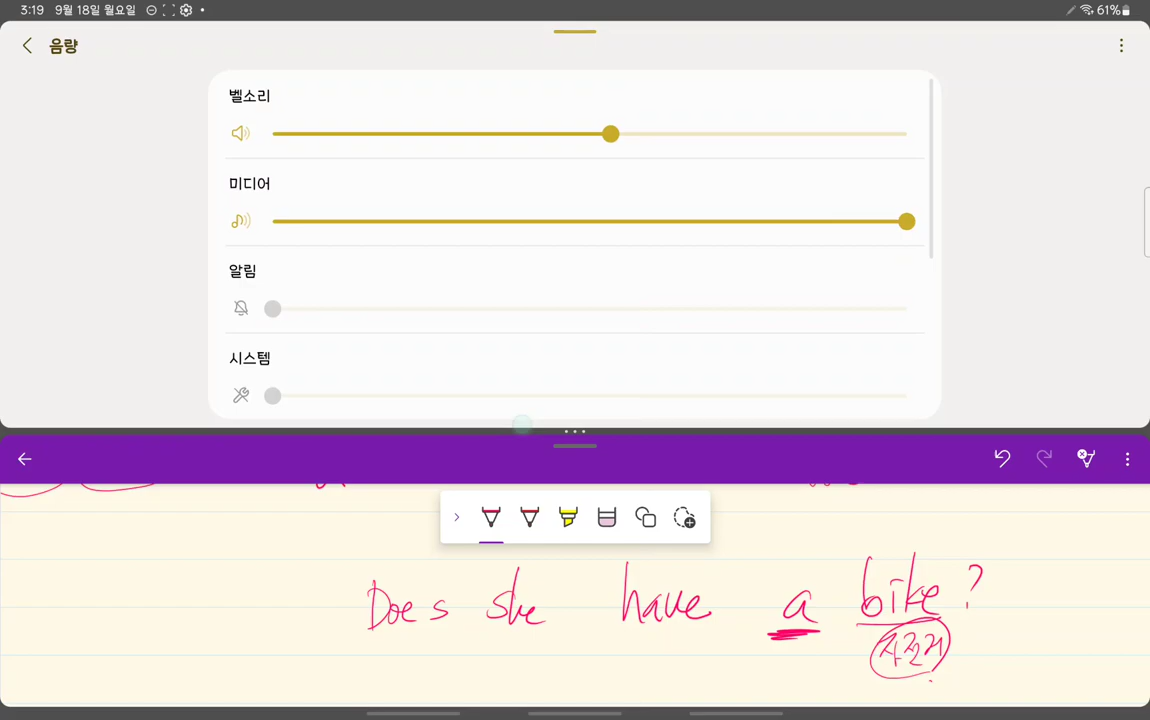 3:19 9월 18일 월요일 61%
음량
벨소리
미디어
알림
시스템
Does she have a bike?
자전거